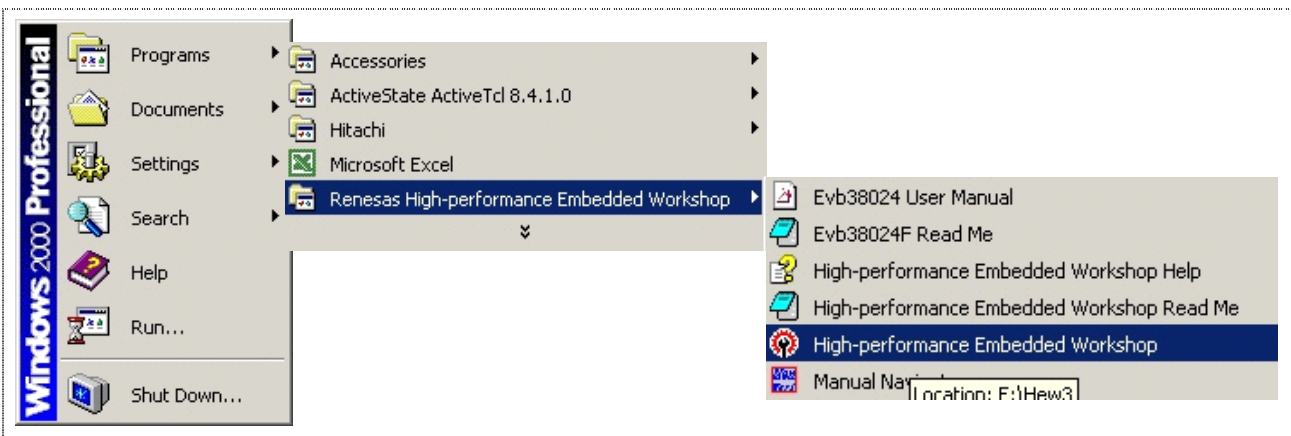 Windows 2000 Professional
Programs
Documents
Settings
Search
Help
Run...
Shut Down...
Accessories
ActiveState ActiveTcl 8.4.1.0
Hitachi
Microsoft Excel
Renesas High-performance Embedded Workshop
Evb38024 User Manual
Evb38024F Read Me
High-performance Embedded Workshop Help
High-performance Embedded Workshop Read Me
High-performance Embedded Workshop
Manual
Location: F:\Hew3